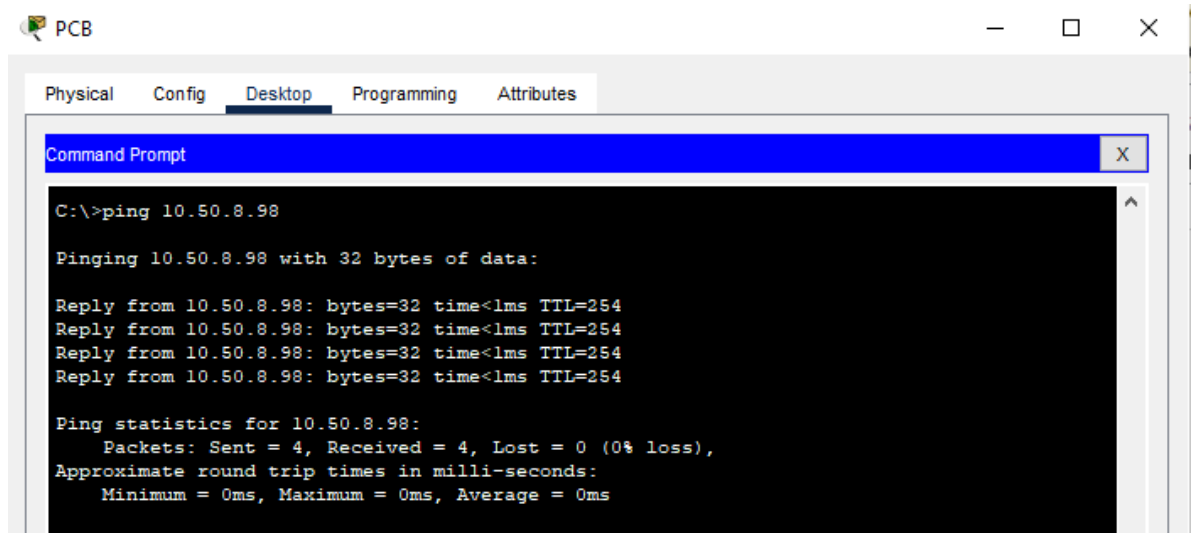 PCB
Physical Config Desktop Programming Attributes
Command Prompt X
C:\>ping 10.50.8.98
Pinging 10.50.8.98 with 32 bytes of data:
Reply from 10.50.8.98: bytes=32 time<1ms TTL=254
Reply from 10.50.8.98: bytes=32 time<1ms TTL=254
Reply from 10.50.8.98: bytes=32 time<1ms TTL=254
Reply from 10.50.8.98: bytes=32 time<1ms TTL=254
Ping statistics for 10.50.8.98:
Packets: Sent = 4, Received = 4, Lost = 0 (0% loss),
Approximate round trip times in milli-seconds:
Minimum = 0ms, Maximum = 0ms, Average = 0ms